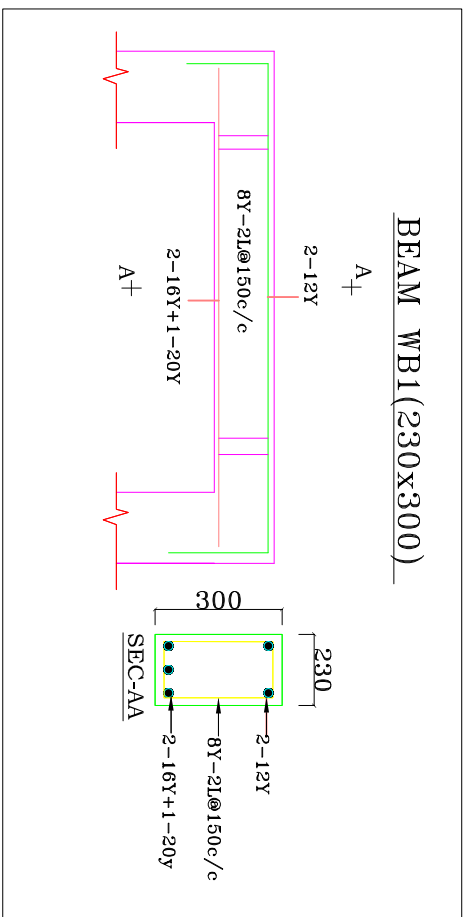 BEAM WB1(230x300)
A
2-12Y
8Y-2L@150c/c
2-16Y+1-20Y
A
230
300
2-12Y
8Y-2L@150c/c
2-16Y+1-20y
SEC-AA